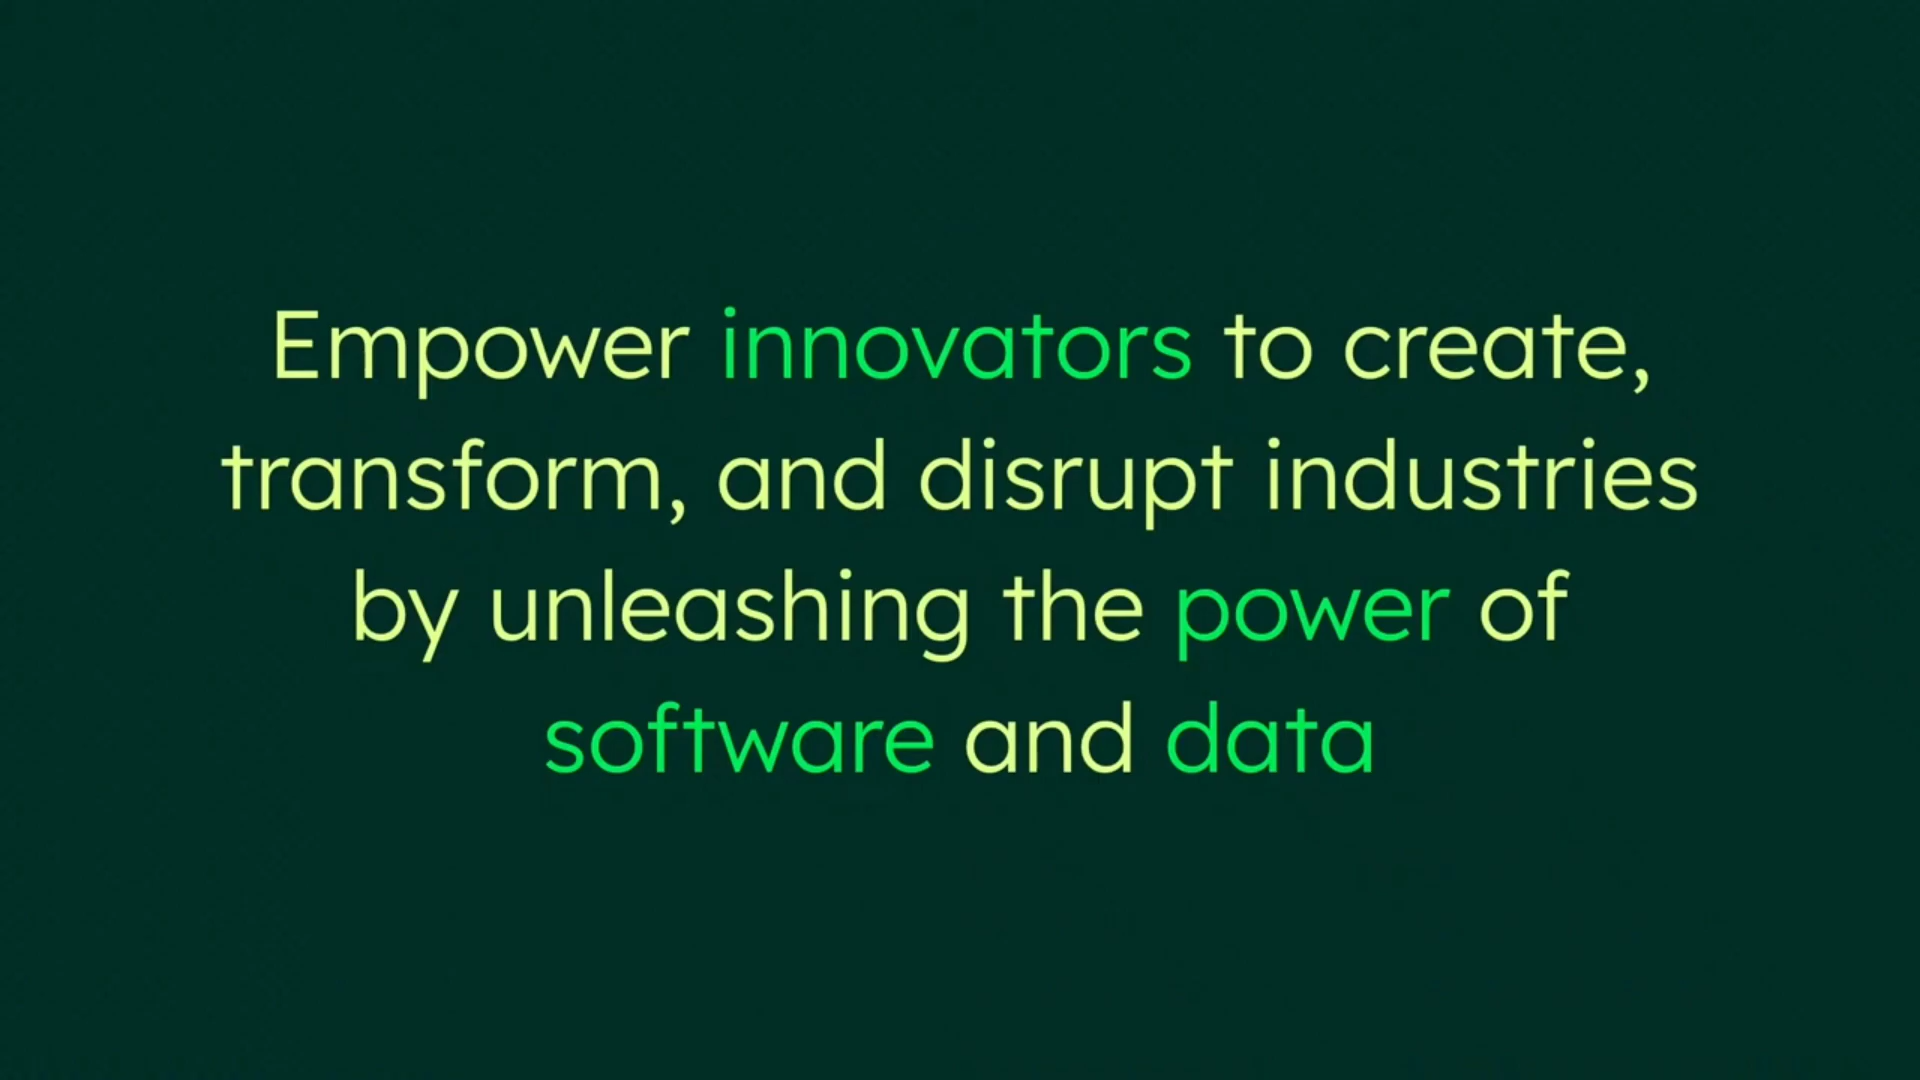 Empower innovators to create,
transform, and disrupt industries
by unleashing the power of
software and data